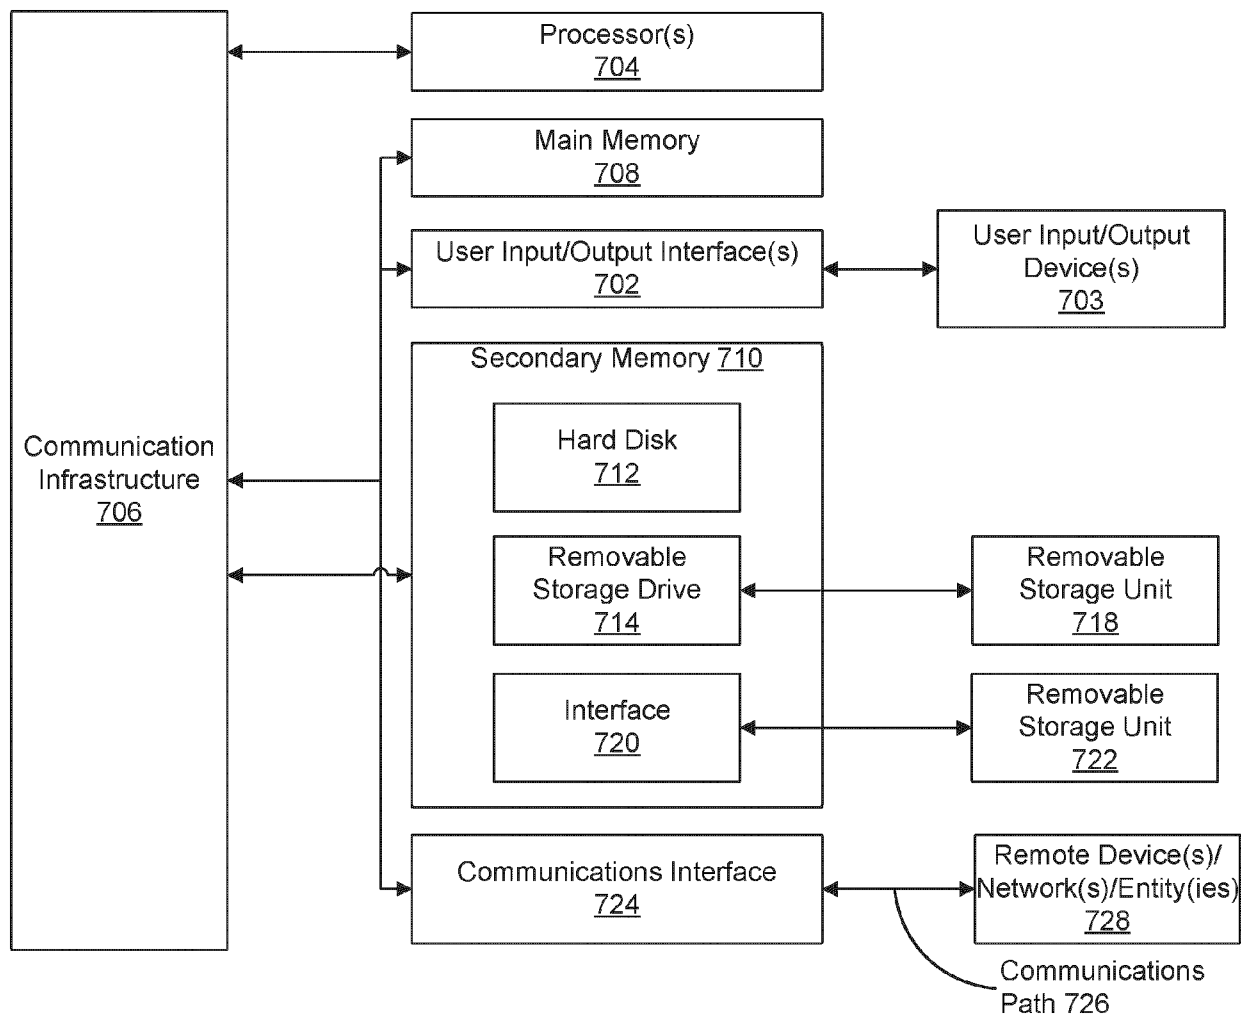 Processor(s)
704
Main Memory
708
User Input/Output Interface(s)
702
User Input/Output
Device(s)
703
Secondary Memory 710
Hard Disk
712
Communication
Infrastructure
706
Removable
Storage Drive
714
Removable
Storage Unit
718
Interface
720
Removable
Storage Unit
722
Communications Interface
724
Remote Device(s)/
Network(s)/Entity(ies)
728
Communications
Path 726